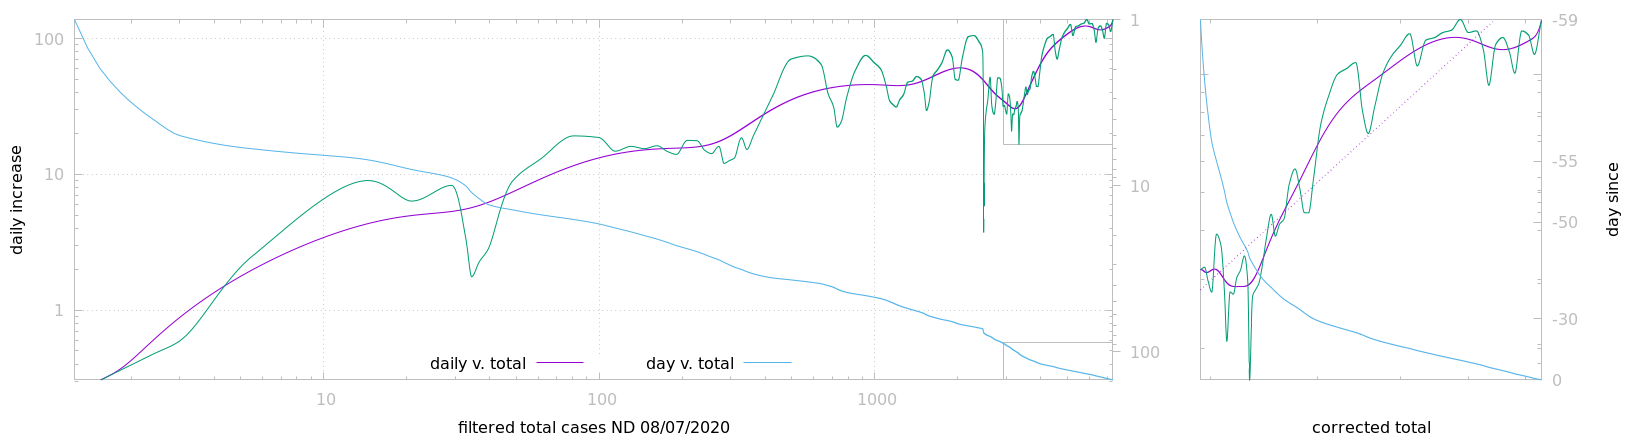 100
10
1
daily increase
1
10
100
daily v. total
day v. total
10
100
1000
filtered total cases ND 08/07/2020
-59
-55
-50
-30
0
day since
corrected total